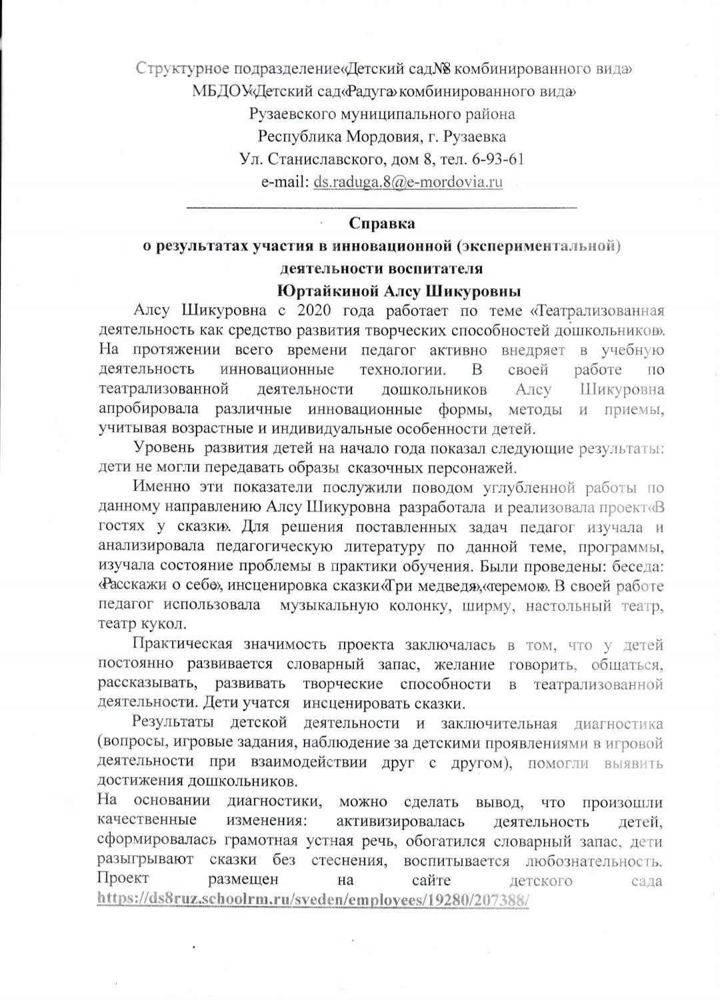 Структурное подразделение «Детский сад №8 комбинированного вида»
МБДОУ «Детский сад «Радуга» комбинированного вида»
Рузаевского муниципального района
Республика Мордовия, г. Рузаевка
Ул. Станиславского, дом 8, тел. 6-93-61
e-mail: ds.raduga.8@e-mordovia.ru
Справка
о результатах участия в инновационной (экспериментальной)
деятельности воспитателя
Юртайкиной Алсу Шикуровны
Алсу Шикуровна с 2020 года работает по теме «Театрализованная
деятельность как средство развития творческих способностей дошкольников».
На протяжении всего времени педагог активно внедряет в учебную
деятельность инновационные технологии. В своей работе по
театрализованной деятельности дошкольников Алсу Шикуровна
апробировала различные инновационные формы, методы и приемы,
учитывая возрастные и индивидуальные особенности детей.
Уровень развития детей на начало года показал следующие результаты:
дети не могли передавать образы сказочных персонажей.
Именно эти показатели послужили поводом углубленной работы по
данному направлению Алсу Шикуровна разработала и реализовала проект «В
гостях у сказки». Для решения поставленных задач педагог изучала и
анализировала педагогическую литературу по данной теме, программы,
изучала состояние проблемы в практики обучения. Были проведены: беседа:
«Расскажи о себе», инсценировка сказки «Три медведя», «теремок». В своей работе
педагог использовала музыкальную колонку, ширму, настольный театр,
театр кукол.
Практическая значимость проекта заключалась в том, что у детей
постоянно развивается словарный запас, желание говорить, общаться,
рассказывать, развивать творческие способности в театрализованной
деятельности. Дети учатся инсценировать сказки.
Результаты детской деятельности и заключительная диагностика
(вопросы, игровые задания, наблюдение за детскими проявлениями в игровой
деятельности при взаимодействии друг с другом), помогли выявить
достижения дошкольников.
На основании диагностики, можно сделать вывод, что произошли
качественные изменения: активизировалась деятельность детей,
сформировалась грамотная устная речь, обогатился словарный запас, дети
разыгрывают сказки без стеснения, воспитывается любознательность.
Проект размещен на сайте детского сада
https://ds8ruz.schoolrm.ru/sveden/employees/19280/207388/